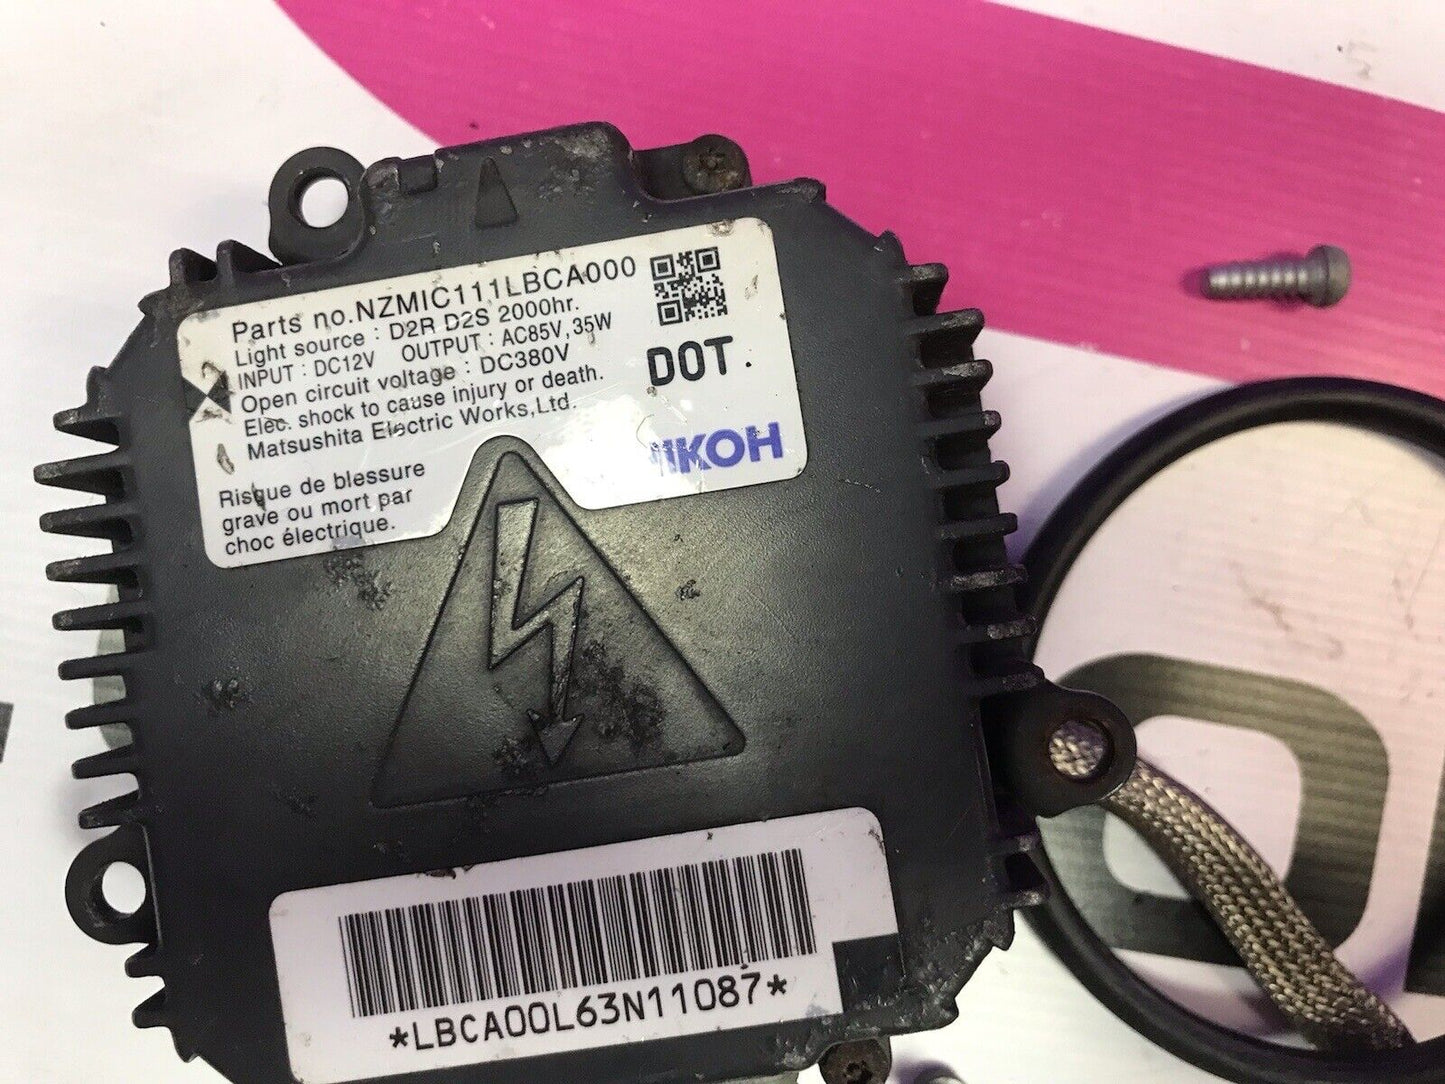 Parts no.NZMIC111LBCA000
Light source : D2R D2S 2000hr.
INPUT : DC12V OUTPUT : AC85V,35W
Open circuit voltage : DC380V
Elec. shock to cause injury or death.
Matsushita Electric Works,Ltd.
DOT.
Risque de blessure
grave ou mort par
choc électrique.
*LBCA00L63N11087*